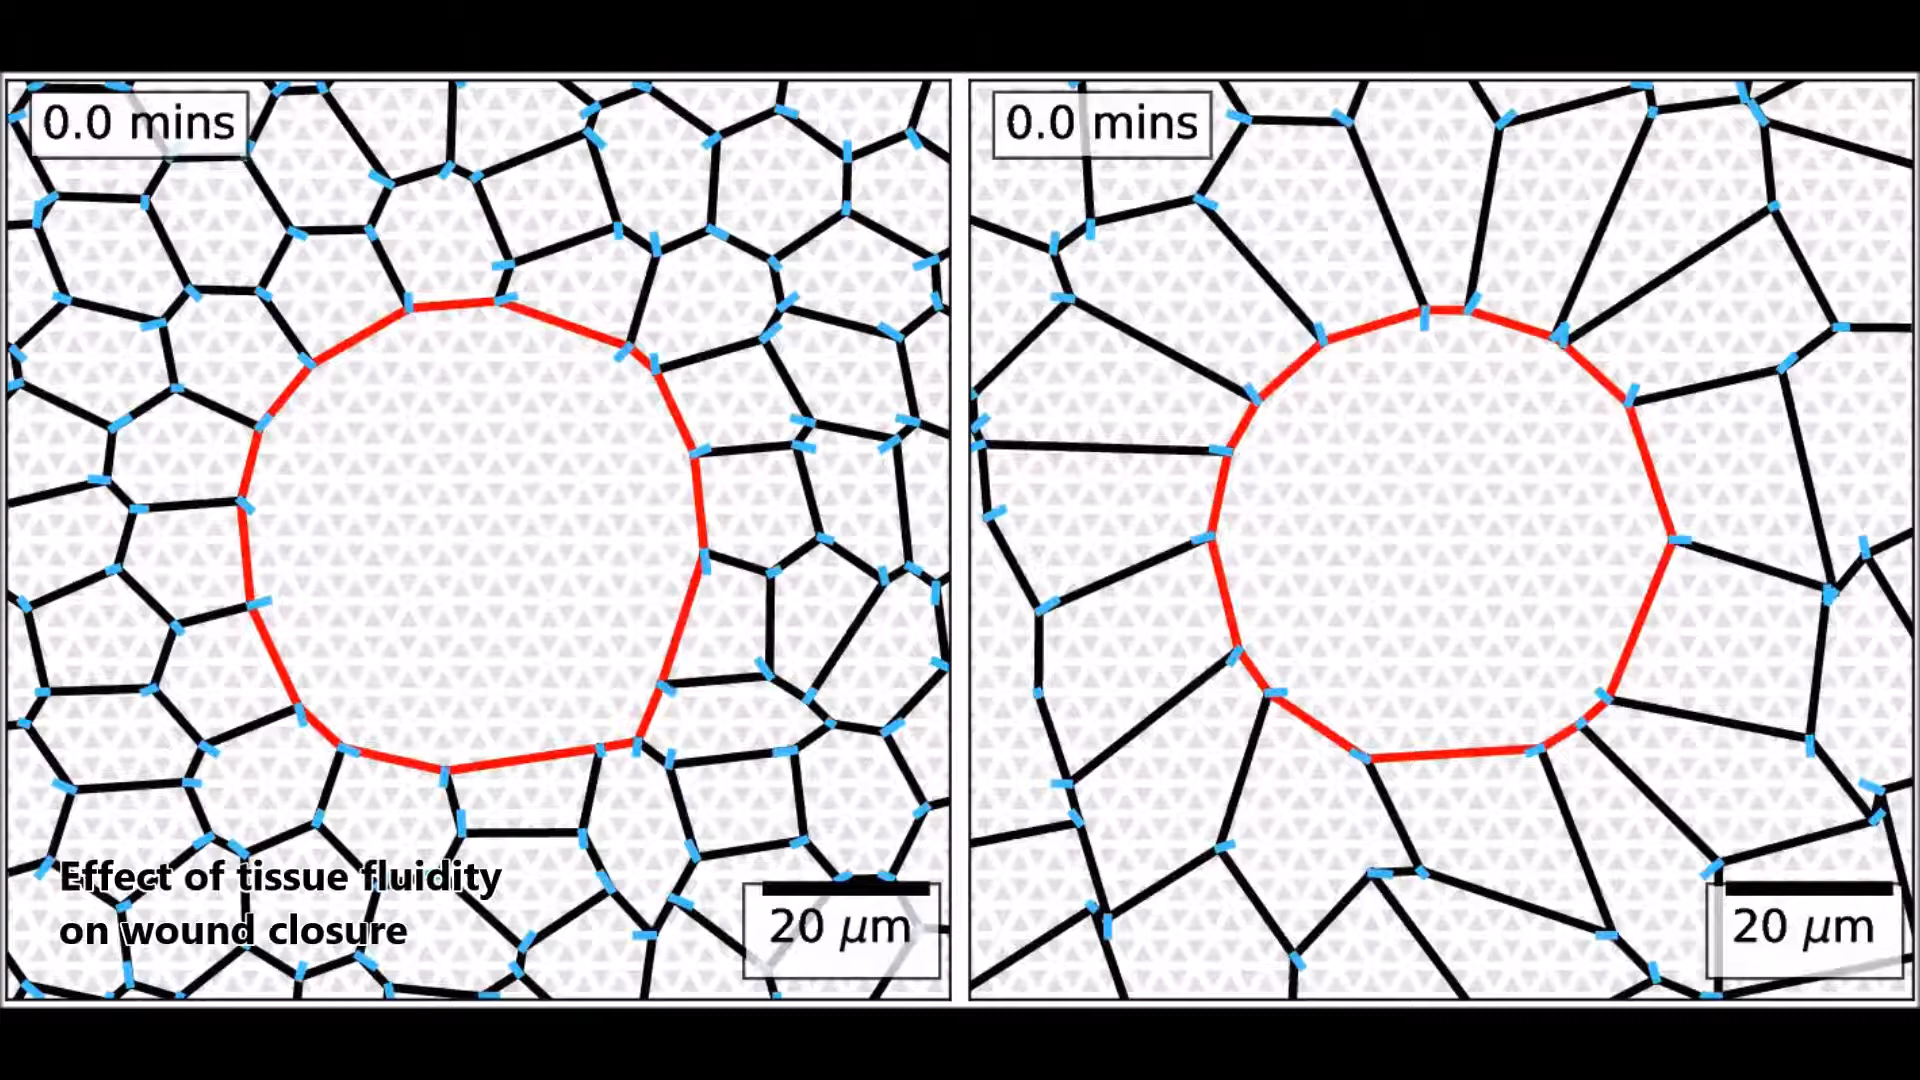 0.0 mins
0.0 mins
Effect of tissue fluidity
on wound closure
20 μm
20 μm